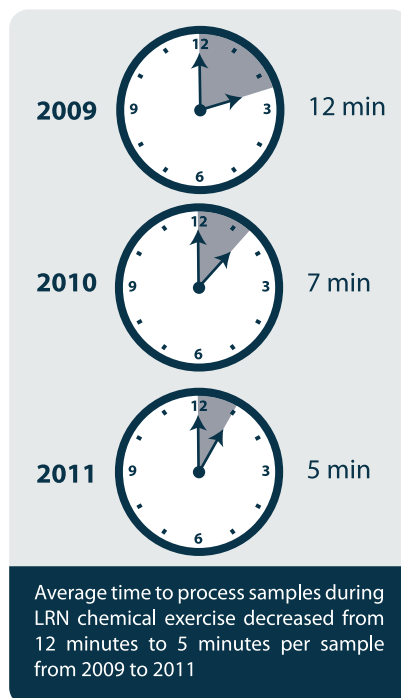 12
2009 9 3 12 min
6
12
2010 9 3 7 min
6
12
2011 9 3 5 min
6
Average time to process samples during
LRN chemical exercise decreased from
12 minutes to 5 minutes per sample
from 2009 to 2011